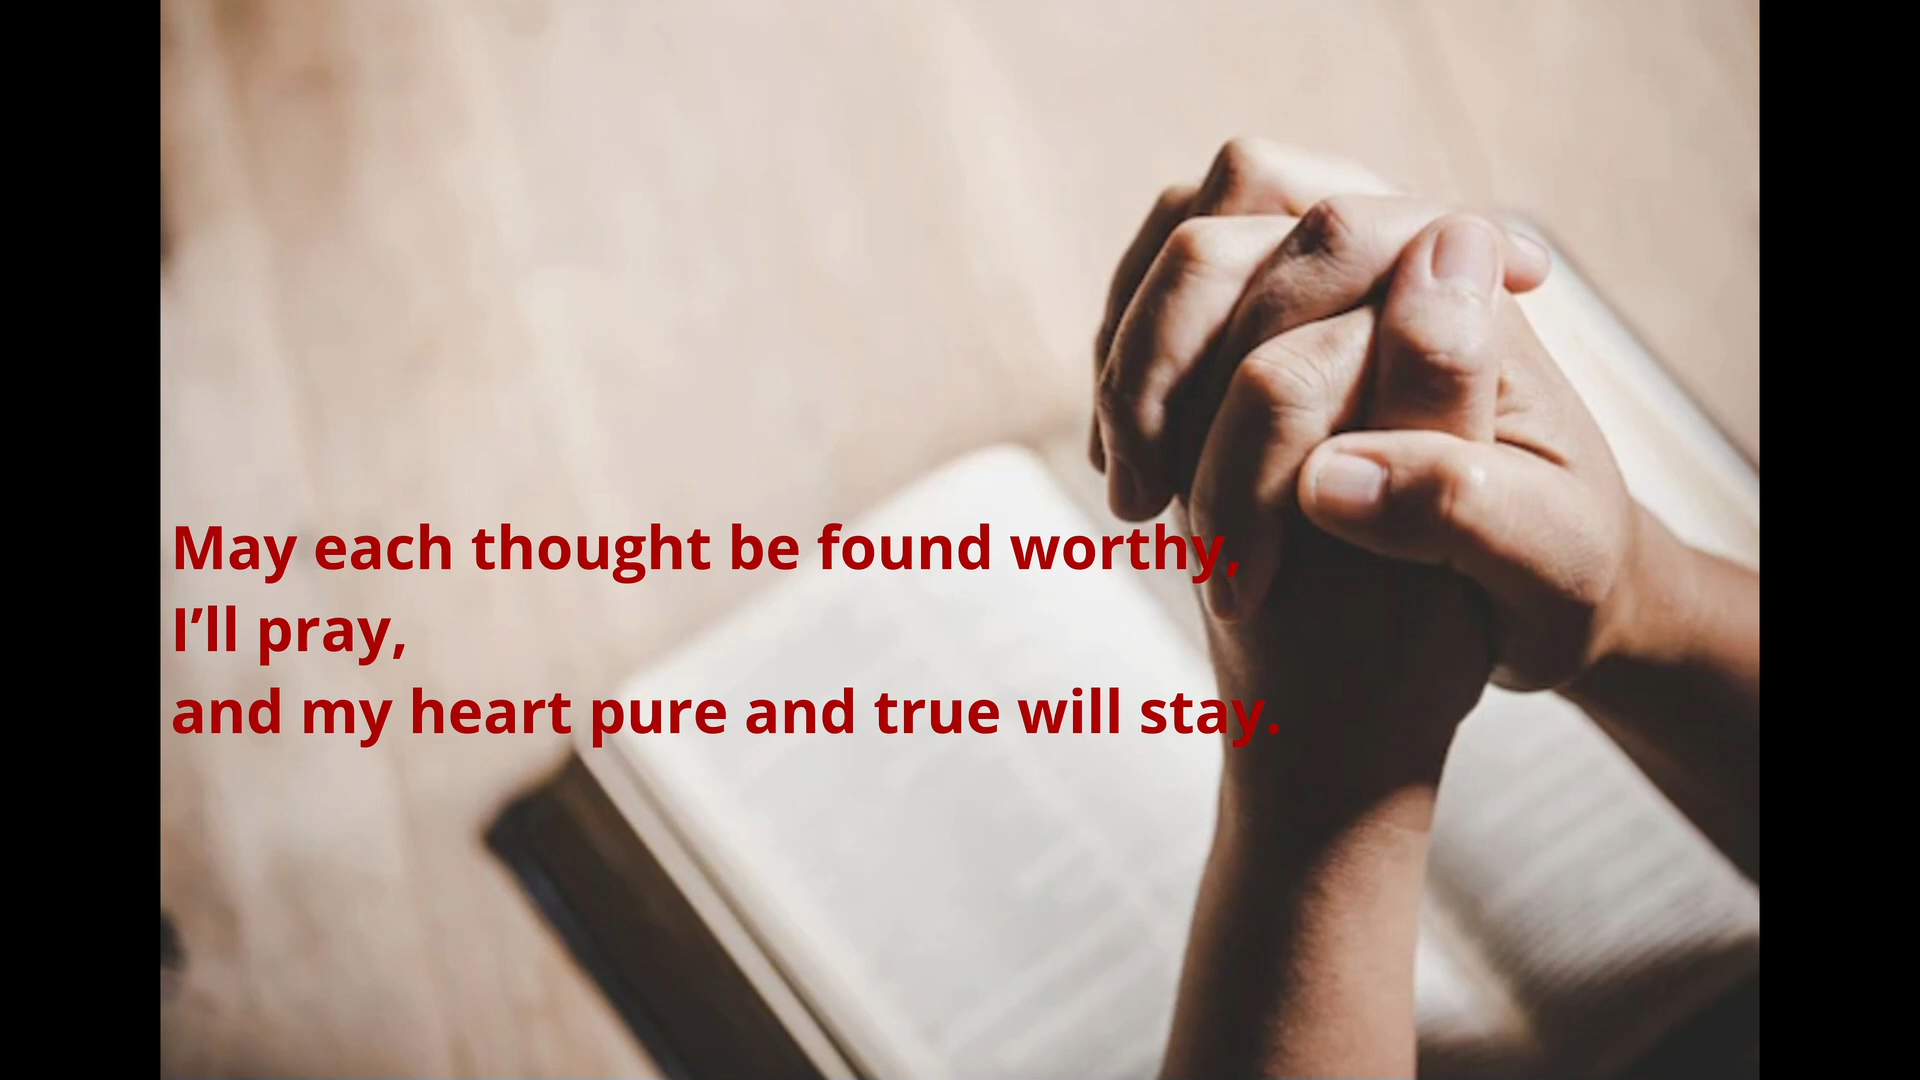 May each thought be found worthy,
I’ll pray,
and my heart pure and true will stay.